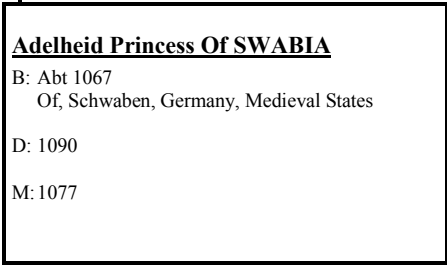 Adelheid Princess Of SWABIA
B: Abt 1067
Of, Schwaben, Germany, Medieval States
D: 1090
M: 1077